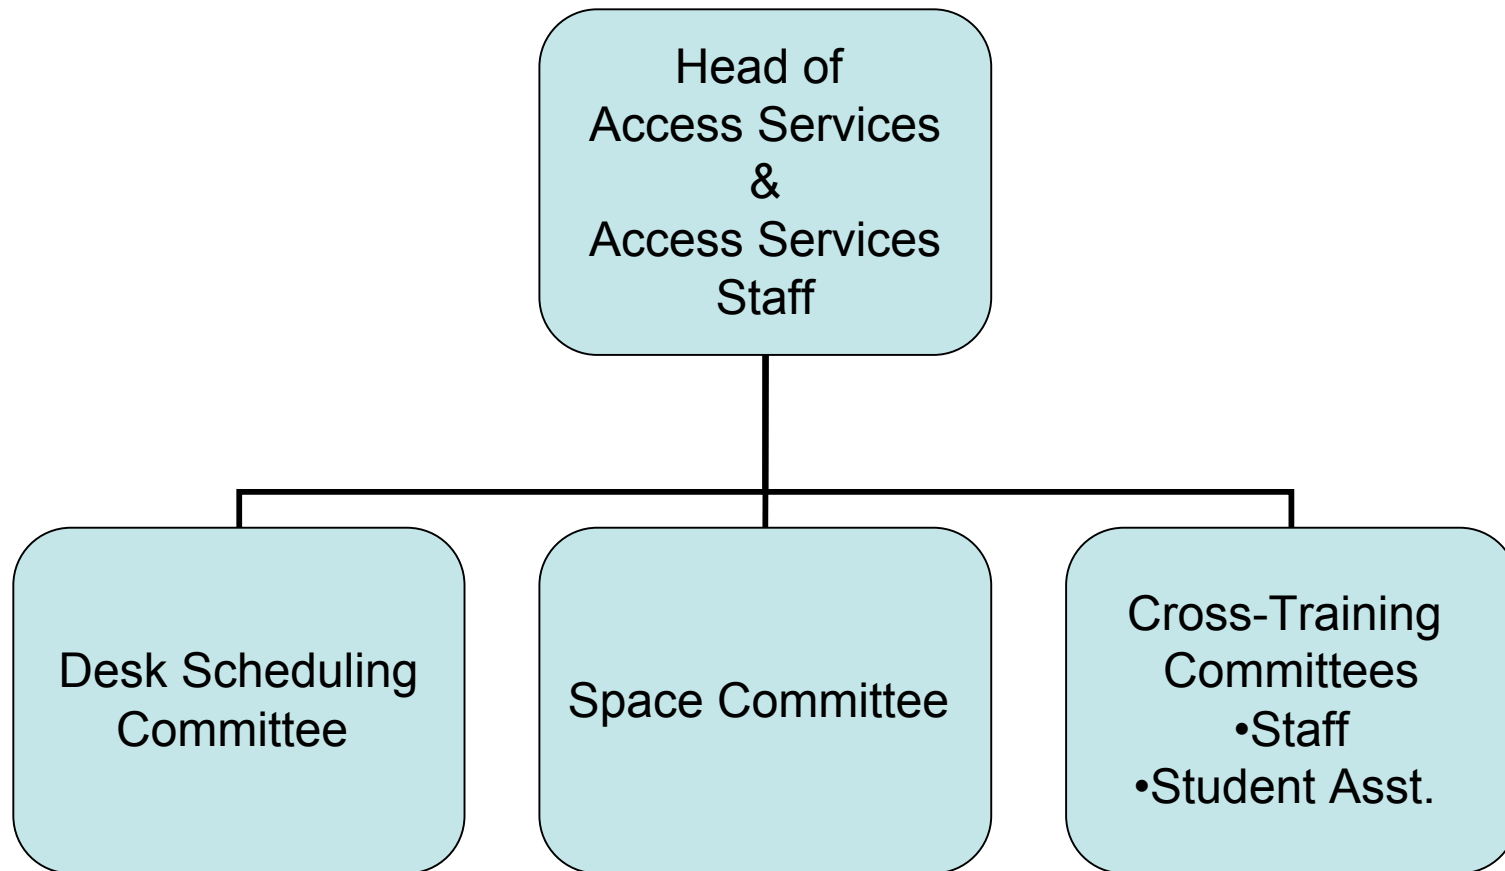 Head of
Access Services
&
Access Services
Staff
Desk Scheduling
Committee
Space Committee
Cross-Training
Committees
•Staff
•Student Asst.